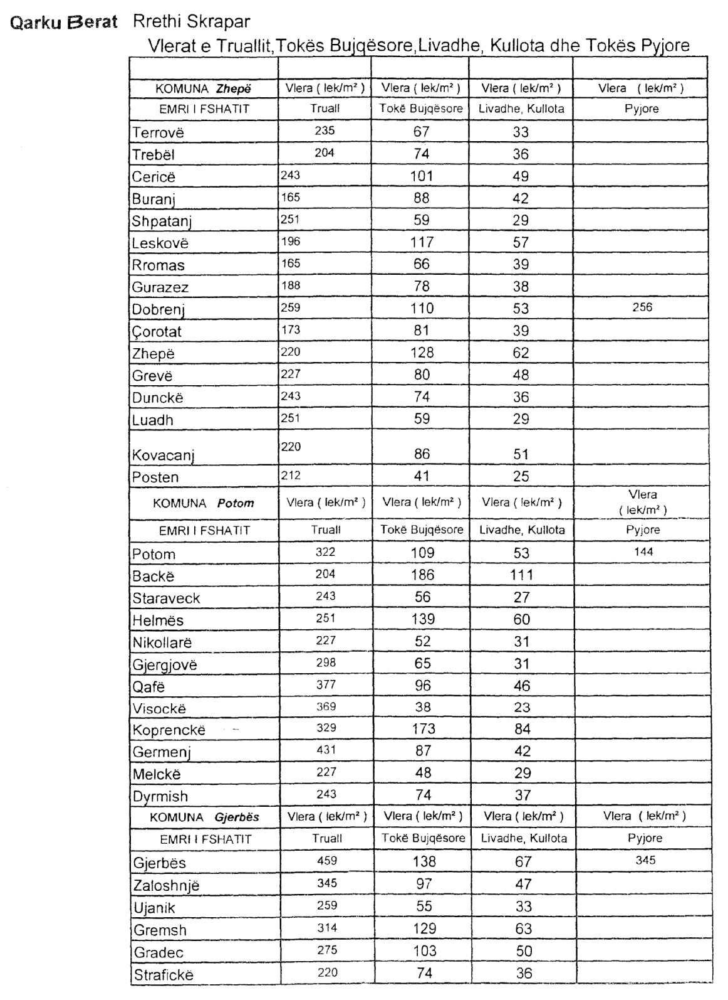 Qarku Berat Rrethi Skrapar
Vlerat e Truallit,Tokës Bujqësore,Livadhe, Kullota dhe Tokës Pyjore
KOMUNA Zhepë Vlera ( lek/m² ) Vlera ( lek/m² ) Vlera ( lek/m² ) Vlera ( lek/m² )
EMRI I FSHATIT Truall Tokë Bujqësore Livadhe, Kullota Pyjore
Terrovë 235 67 33
Trebël 204 74 36
Cericë 243 101 49
Buranj 165 88 42
Shpatanj 251 59 29
Leskovë 196 117 57
Rromas 165 66 39
Gurazez 188 78 38
Dobrenj 259 110 53 256
Çorotat 173 81 39
Zhepë 220 128 62
Grevë 227 80 48
Dunckë 243 74 36
Luadh 251 59 29
Kovacanj 220 86 51
Posten 212 41 25
KOMUNA Potom Vlera ( lek/m² ) Vlera ( lek/m² ) Vlera ( lek/m² ) Vlera
( lek/m² )
EMRI I FSHATIT Truall Tokë Bujqësore Livadhe, Kullota Pyjore
Potom 322 109 53 144
Backë 204 186 111
Staraveck 243 56 27
Helmës 251 139 60
Nikollarë 227 52 31
Gjergjovë 298 65 31
Qafë 377 96 46
Visockë 369 38 23
Koprenckë 329 173 84
Germenj 431 87 42
Melckë 227 48 29
Dyrmish 243 74 37
KOMUNA Gjerbës Vlera ( lek/m² ) Vlera ( lek/m² ) Vlera ( lek/m² ) Vlera ( lek/m² )
EMRI I FSHATIT Truall Tokë Bujqësore Livadhe, Kullota Pyjore
Gjerbës 459 138 67 345
Zaloshnjë 345 97 47
Ujanik 259 55 33
Gremsh 314 129 63
Gradec 275 103 50
Strafickë 220 74 36